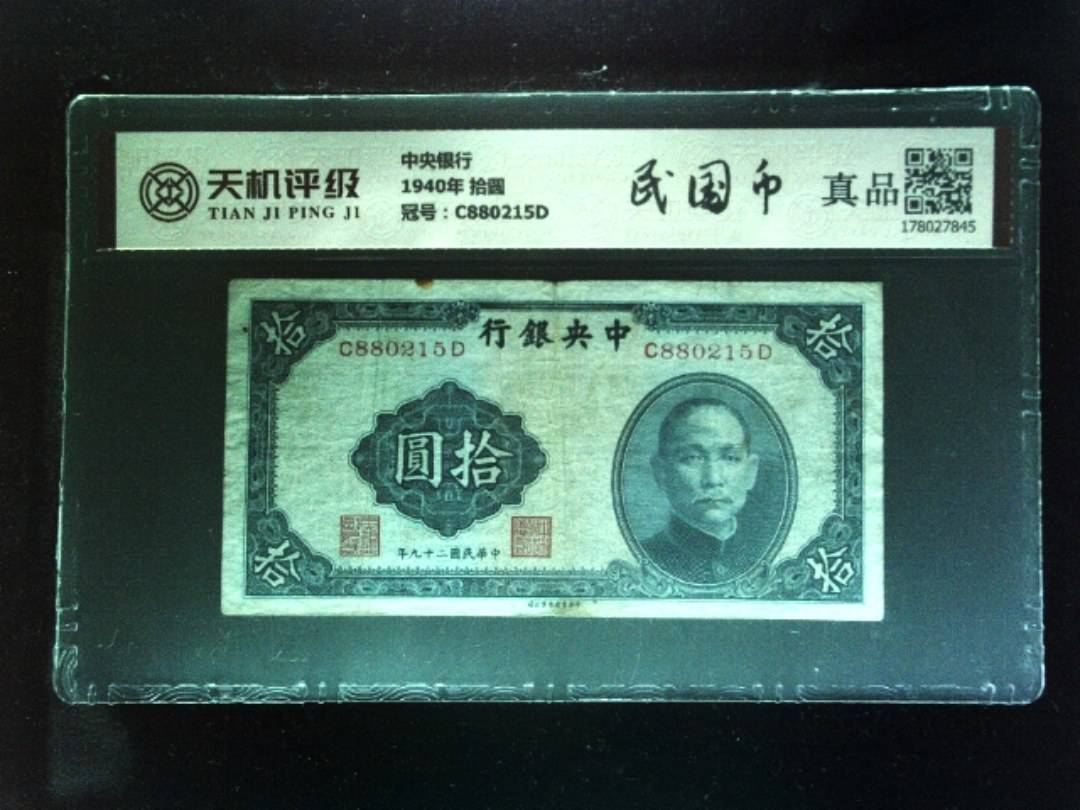 天机评级
TIAN JI PING JI
中央银行
1940年 拾圆
冠号：C880215D
民国币
真品
178027845
中央銀行
C880215D
C880215D
拾
拾
拾圓
中華民國二十九年
拾
拾